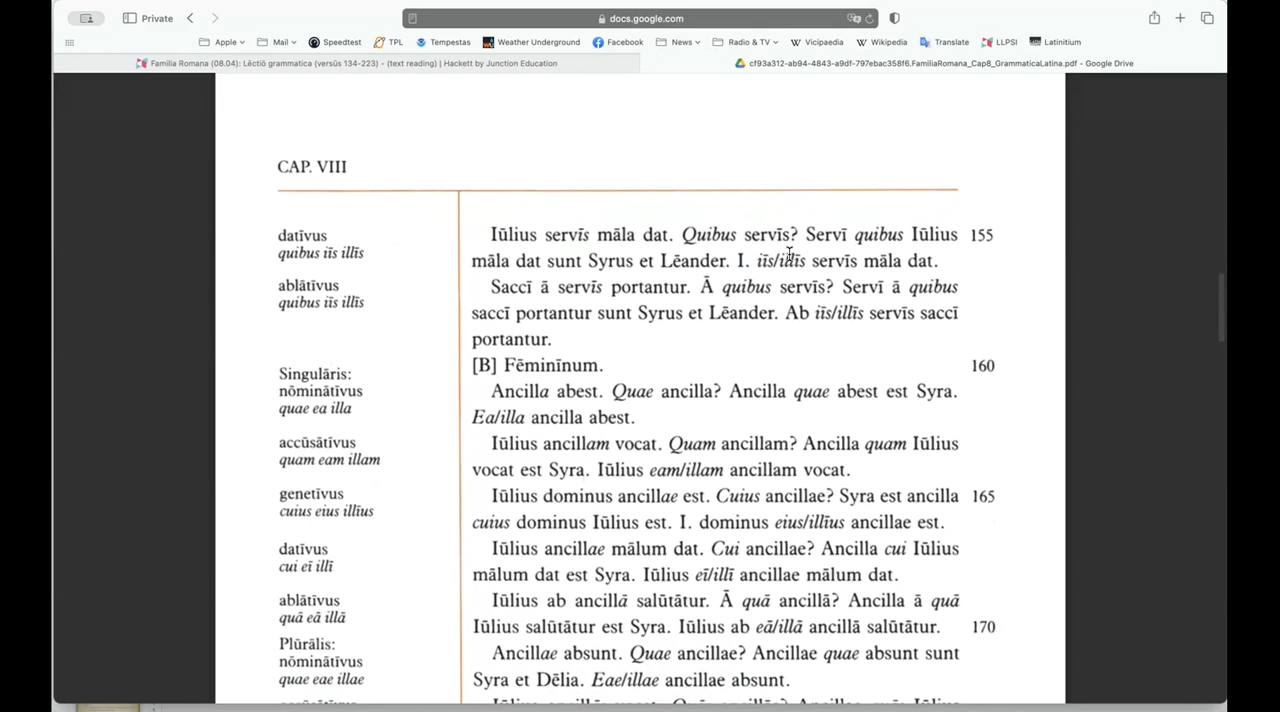 Private
docs.google.com
Apple
Mail
Speedtest
TPL
Tempestas
Weather Underground
Facebook
News
Radio & TV
Vicipaedia
Wikipedia
Translate
LLPSI
Latinitium
Familia Romana (08.04): Lēctiō grammatica (versūs 134-223) - (text reading) | Hackett by Junction Education
cf93a312-ab94-4843-a9df-797ebac358f6.FamiliaRomana_Cap8_GrammaticaLatina.pdf - Google Drive
CAP. VIII
datīvus
quibus iīs illīs
ablātīvus
quibus iīs illīs
Singulāris:
nōminātīvus
quae ea illa
accūsātīvus
quam eam illam
genetīvus
cuius eius illīus
datīvus
cui eī illī
ablātīvus
quā eā illā
Plūrālis:
nōminātīvus
quae eae illae
Iūlius servīs māla dat. Quibus servīs? Servī quibus Iūlius 155
māla dat sunt Syrus et Lēander. I. iīs/illīs servīs māla dat.
Saccī ā servīs portantur. Ā quibus servīs? Servī ā quibus
saccī portantur sunt Syrus et Lēander. Ab iīs/illīs servīs saccī
portantur.
[B] Fēminīnum. 160
Ancilla abest. Quae ancilla? Ancilla quae abest est Syra.
Ea/illa ancilla abest.
Iūlius ancillam vocat. Quam ancillam? Ancilla quam Iūlius
vocat est Syra. Iūlius eam/illam ancillam vocat.
Iūlius dominus ancillae est. Cuius ancillae? Syra est ancilla 165
cuius dominus Iūlius est. I. dominus eius/illīus ancillae est.
Iūlius ancillae mālum dat. Cui ancillae? Ancilla cui Iūlius
mālum dat est Syra. Iūlius eī/illī ancillae mālum dat.
Iūlius ab ancillā salūtātur. Ā quā ancillā? Ancilla ā quā
Iūlius salūtātur est Syra. Iūlius ab eā/illā ancillā salūtātur. 170
Ancillae absunt. Quae ancillae? Ancillae quae absunt sunt
Syra et Dēlia. Eae/illae ancillae absunt.